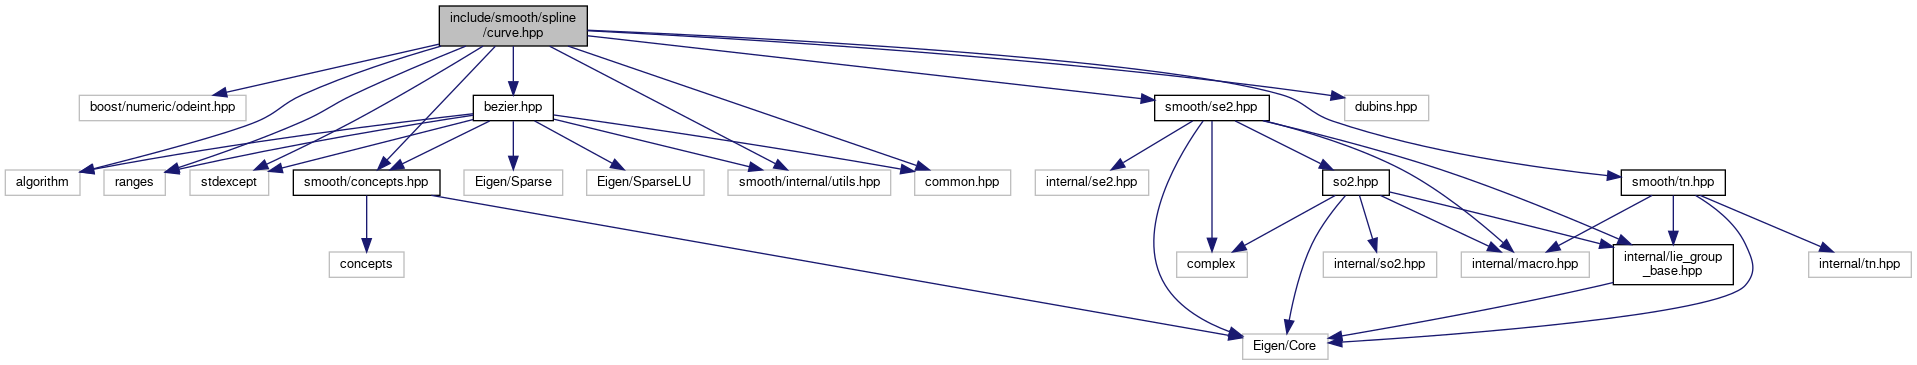 include/smooth/spline
/curve.hpp
boost/numeric/odeint.hpp
bezier.hpp
smooth/se2.hpp
dubins.hpp
algorithm
ranges
stdexcept
smooth/concepts.hpp
Eigen/Sparse
Eigen/SparseLU
smooth/internal/utils.hpp
common.hpp
internal/se2.hpp
so2.hpp
smooth/tn.hpp
concepts
complex
internal/so2.hpp
internal/macro.hpp
internal/lie_group
_base.hpp
internal/tn.hpp
Eigen/Core